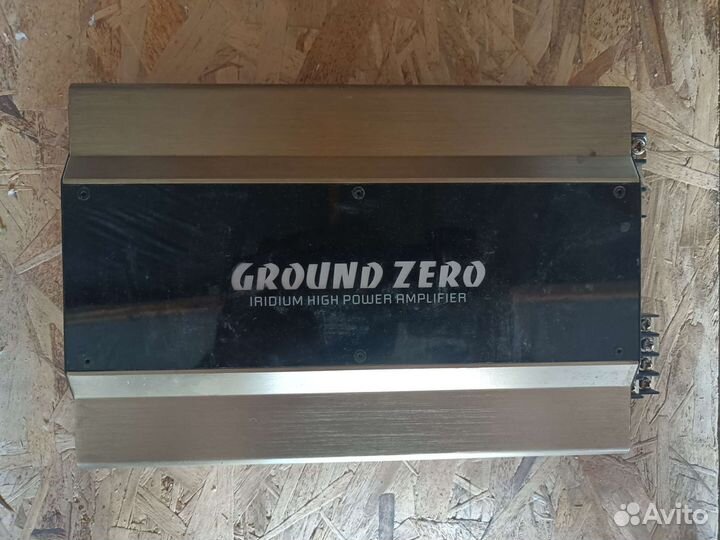 GROUND ZERO
IRIDIUM HIGH POWER AMPLIFIER
Avito